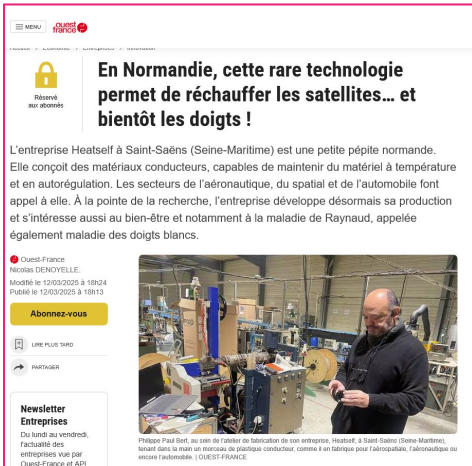 MENU
ouest
france
Accueil > Économie > Entreprises > Innovation
Réservé
aux abonnés
En Normandie, cette rare technologie
permet de réchauffer les satellites… et
bientôt les doigts !
L’entreprise Heatself à Saint-Saëns (Seine-Maritime) est une petite pépite normande.
Elle conçoit des matériaux conducteurs, capables de maintenir du matériel à température
et en autorégulation. Les secteurs de l’aéronautique, du spatial et de l’automobile font
appel à elle. À la pointe de la recherche, l’entreprise développe désormais sa production
et s’intéresse aussi au bien-être et notamment à la maladie de Raynaud, appelée
également maladie des doigts blancs.
Ouest-France
Nicolas DENOYELLE.
Modifié le 12/03/2025 à 18h24
Publié le 12/03/2025 à 18h13
Abonnez-vous
LIRE PLUS TARD
PARTAGER
Newsletter
Entreprises
Du lundi au vendredi,
l’actualité des
entreprises vue par
Ouest-France et API
Philippe Paul Bert, au sein de l’atelier de fabrication de son entreprise, Heatself, à Saint-Saëns (Seine-Maritime),
tenant dans la main un morceau de plastique conducteur, comme il en fabrique pour l’aérospatiale, l’aéronautique ou
encore l’automobile. | OUEST-FRANCE